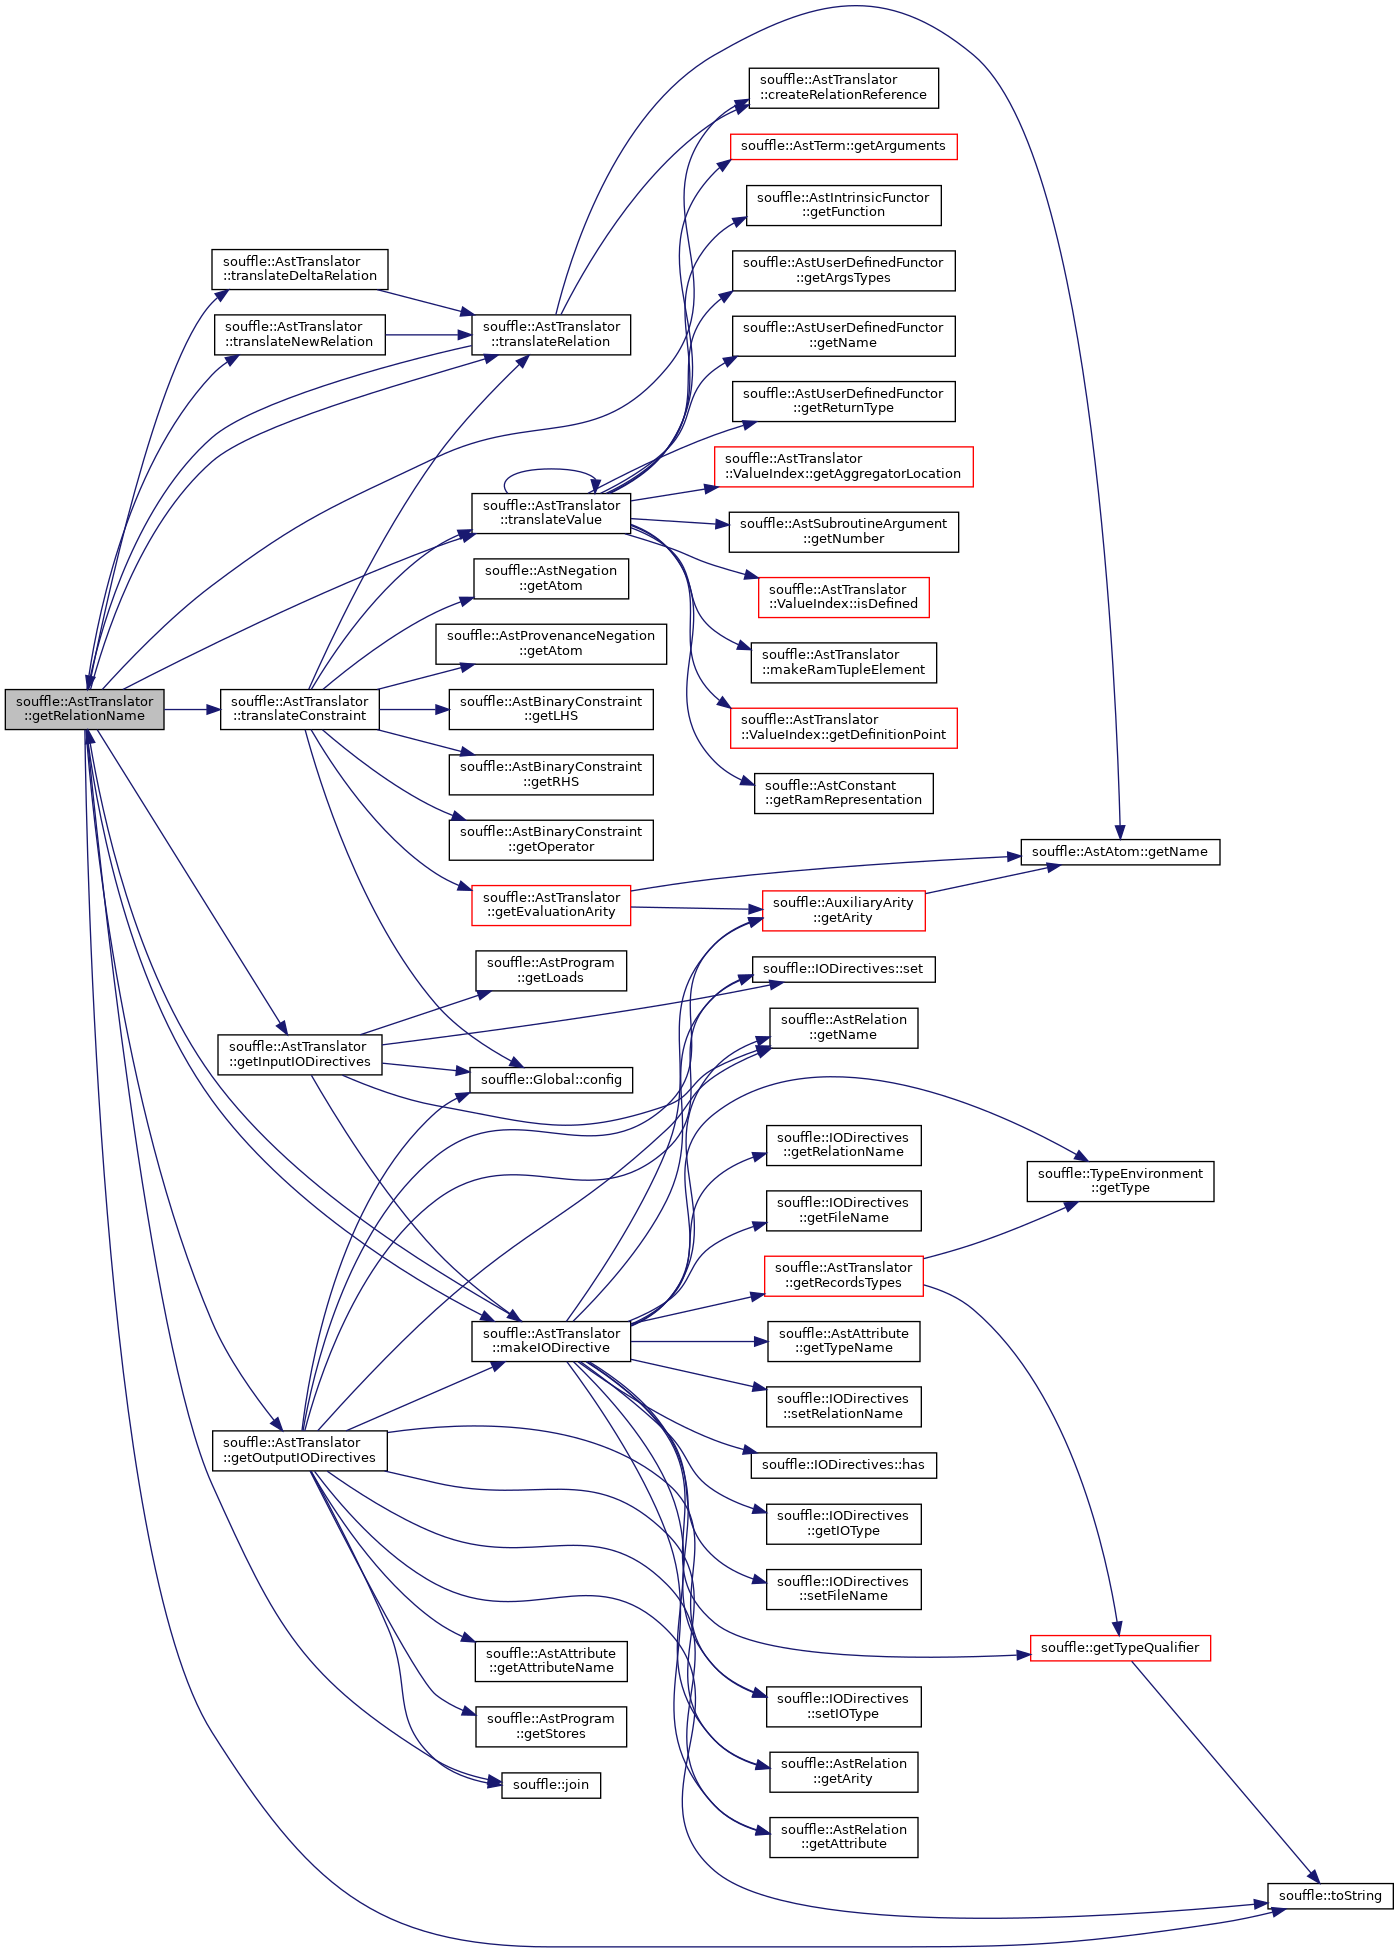 souffle::AstTranslator
::createRelationReference
souffle::AstTerm::getArguments
souffle::AstIntrinsicFunctor
::getFunction
souffle::AstTranslator
::translateDeltaRelation
souffle::AstUserDefinedFunctor
::getArgsTypes
souffle::AstTranslator
::translateNewRelation
souffle::AstTranslator
::translateRelation
souffle::AstUserDefinedFunctor
::getName
souffle::AstUserDefinedFunctor
::getReturnType
souffle::AstTranslator
::ValueIndex::getAggregatorLocation
souffle::AstTranslator
::translateValue
souffle::AstSubroutineArgument
::getNumber
souffle::AstNegation
::getAtom
souffle::AstTranslator
::ValueIndex::isDefined
souffle::AstProvenanceNegation
::getAtom
souffle::AstTranslator
::makeRamTupleElement
souffle::AstTranslator
::getRelationName
souffle::AstTranslator
::translateConstraint
souffle::AstBinaryConstraint
::getLHS
souffle::AstTranslator
::ValueIndex::getDefinitionPoint
souffle::AstBinaryConstraint
::getRHS
souffle::AstConstant
::getRamRepresentation
souffle::AstBinaryConstraint
::getOperator
souffle::AstAtom::getName
souffle::AstTranslator
::getEvaluationArity
souffle::AuxiliaryArity
::getArity
souffle::AstProgram
::getLoads
souffle::IODirectives::set
souffle::AstRelation
::getName
souffle::AstTranslator
::getInputIODirectives
souffle::Global::config
souffle::IODirectives
::getRelationName
souffle::TypeEnvironment
::getType
souffle::IODirectives
::getFileName
souffle::AstTranslator
::getRecordsTypes
souffle::AstTranslator
::makeIODirective
souffle::AstAttribute
::getTypeName
souffle::IODirectives
::setRelationName
souffle::AstTranslator
::getOutputIODirectives
souffle::IODirectives::has
souffle::IODirectives
::getIOType
souffle::IODirectives
::setFileName
souffle::AstAttribute
::getAttributeName
souffle::getTypeQualifier
souffle::IODirectives
::setIOType
souffle::AstProgram
::getStores
souffle::AstRelation
::getArity
souffle::join
souffle::AstRelation
::getAttribute
souffle::toString